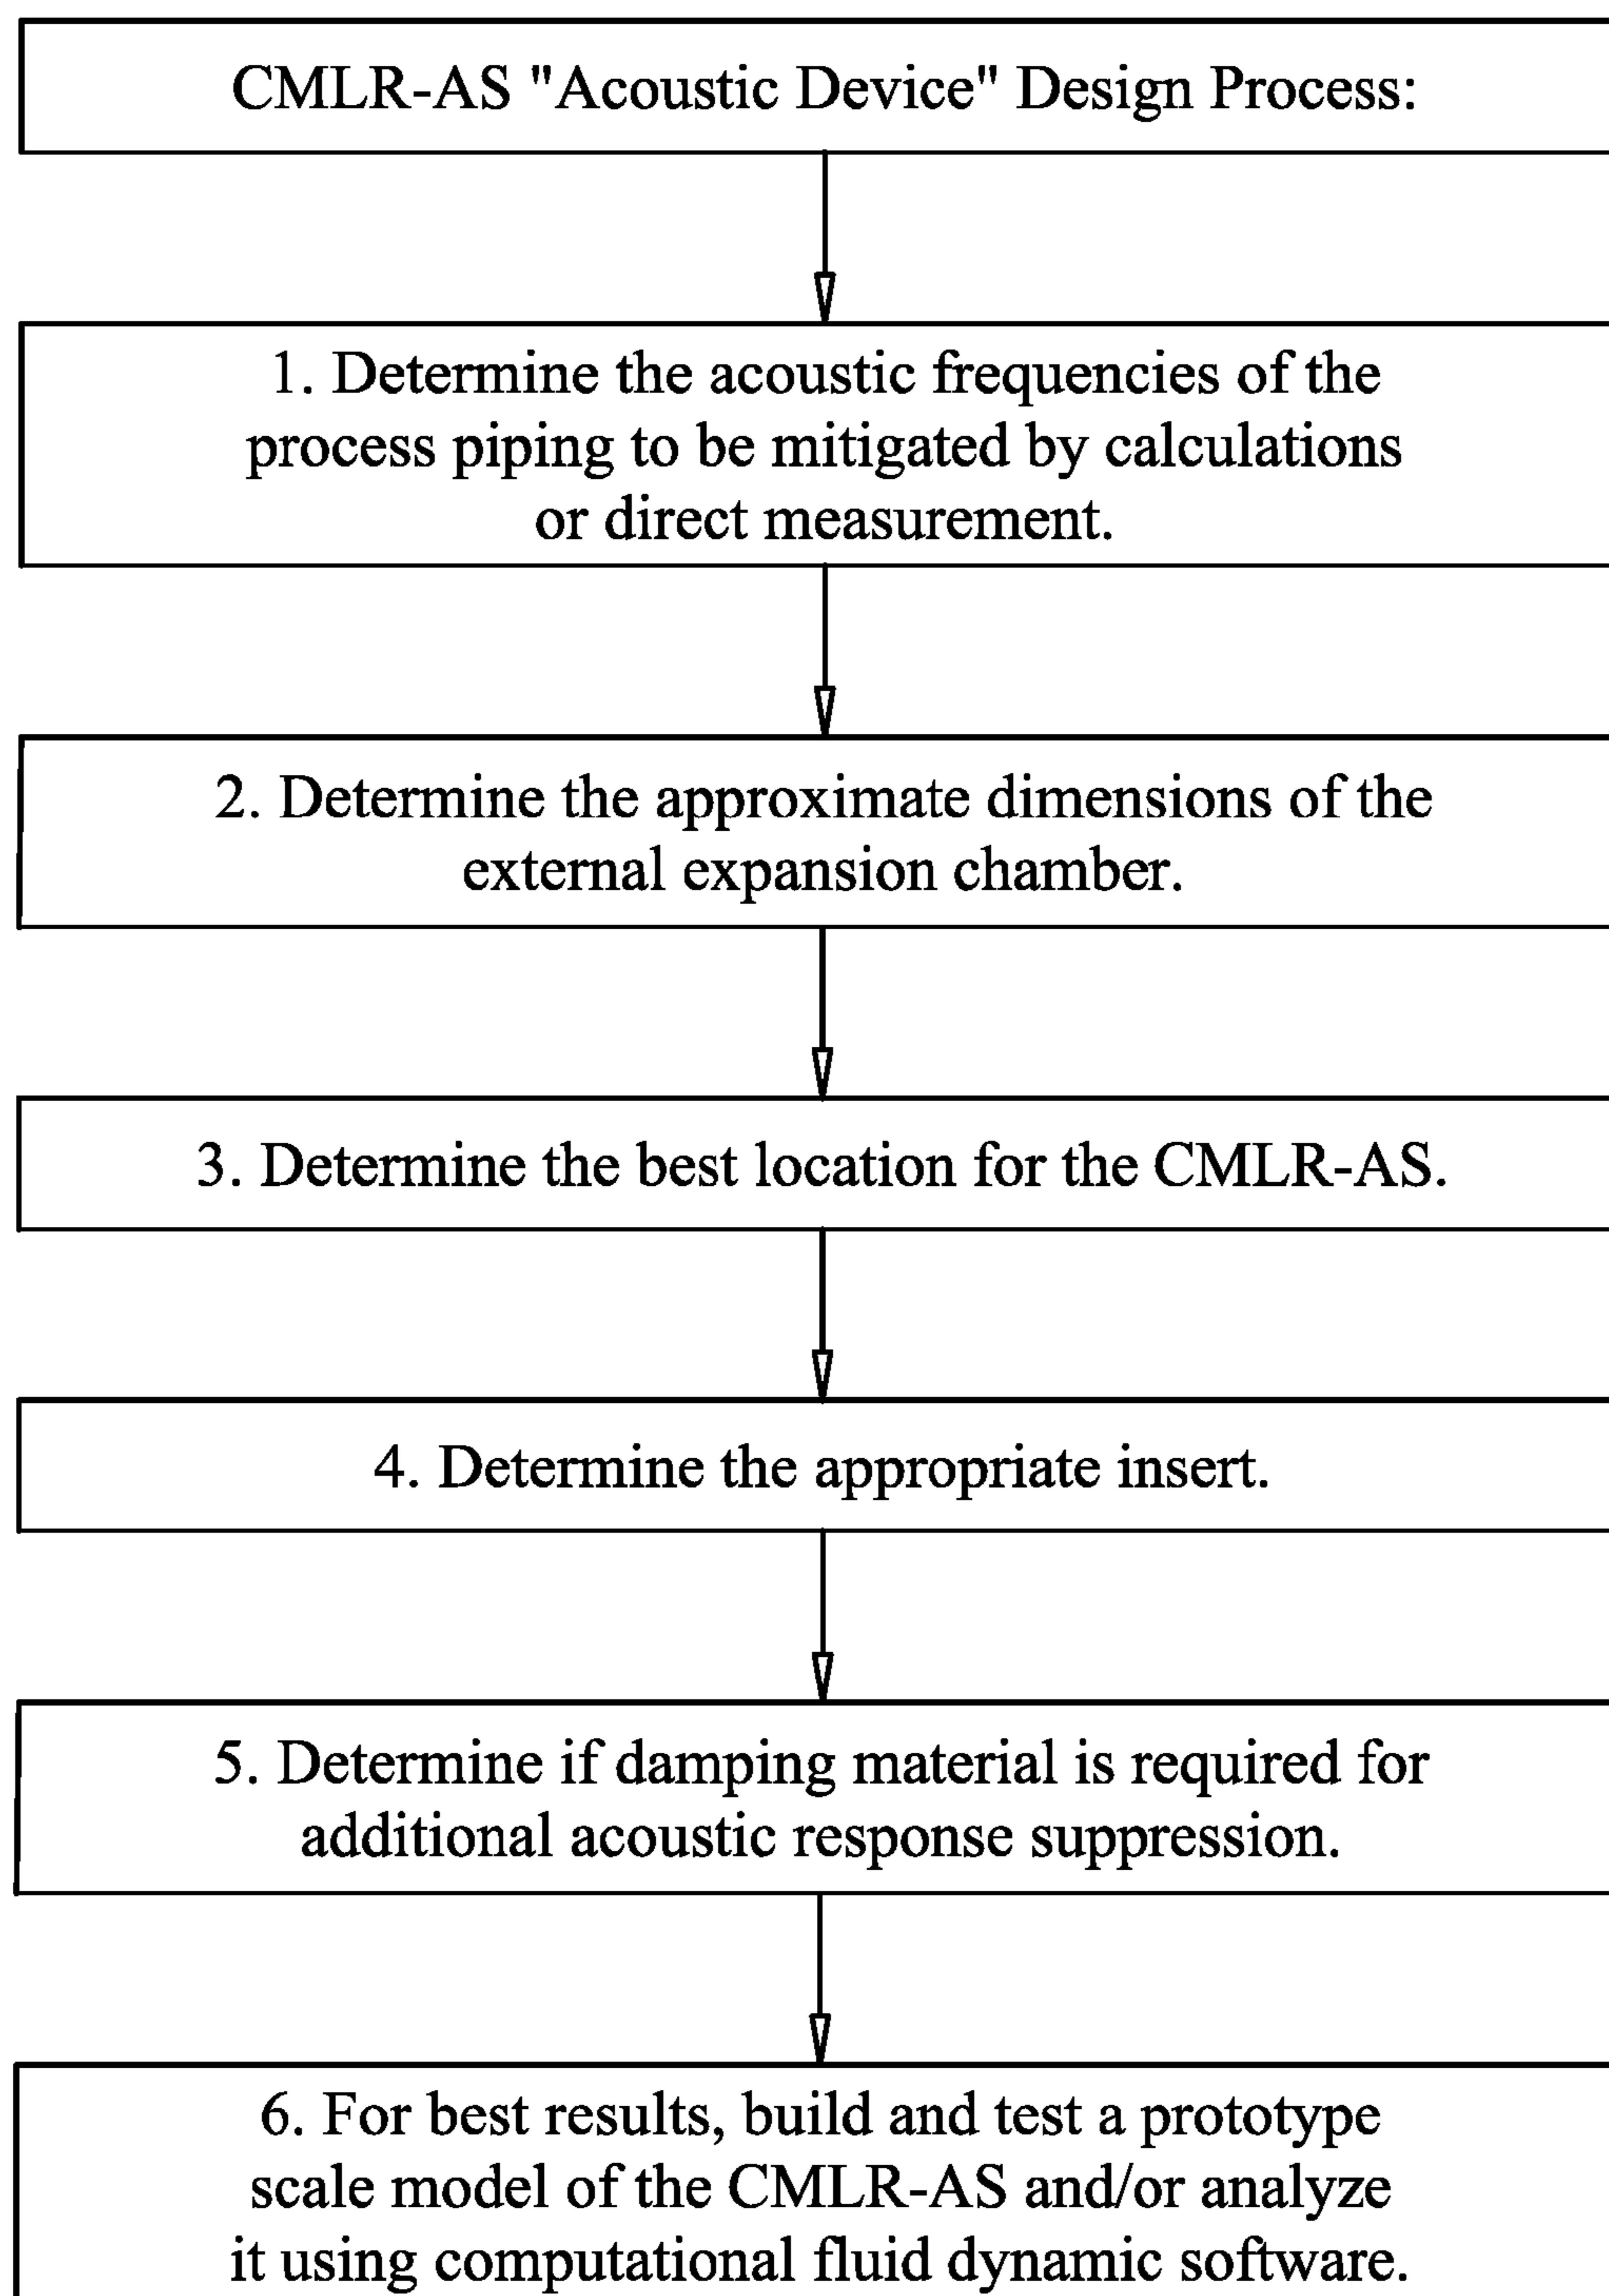 CMLR-AS "Acoustic Device" Design Process:
1. Determine the acoustic frequencies of the
process piping to be mitigated by calculations
or direct measurement.
2. Determine the approximate dimensions of the
external expansion chamber.
3. Determine the best location for the CMLR-AS.
4. Determine the appropriate insert.
5. Determine if damping material is required for
additional acoustic response suppression.
6. For best results, build and test a prototype
scale model of the CMLR-AS and/or analyze
it using computational fluid dynamic software.